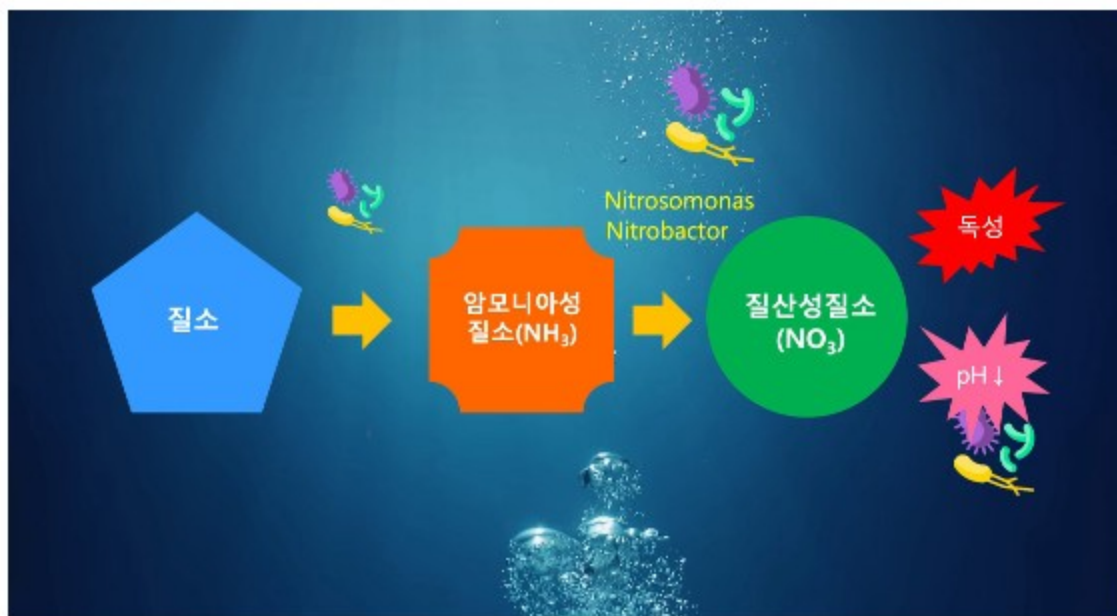 질소
암모니아성
질소(NH₃)
Nitrosomonas
Nitrobactor
질산성질소
(NO₃)
독성
pH↓